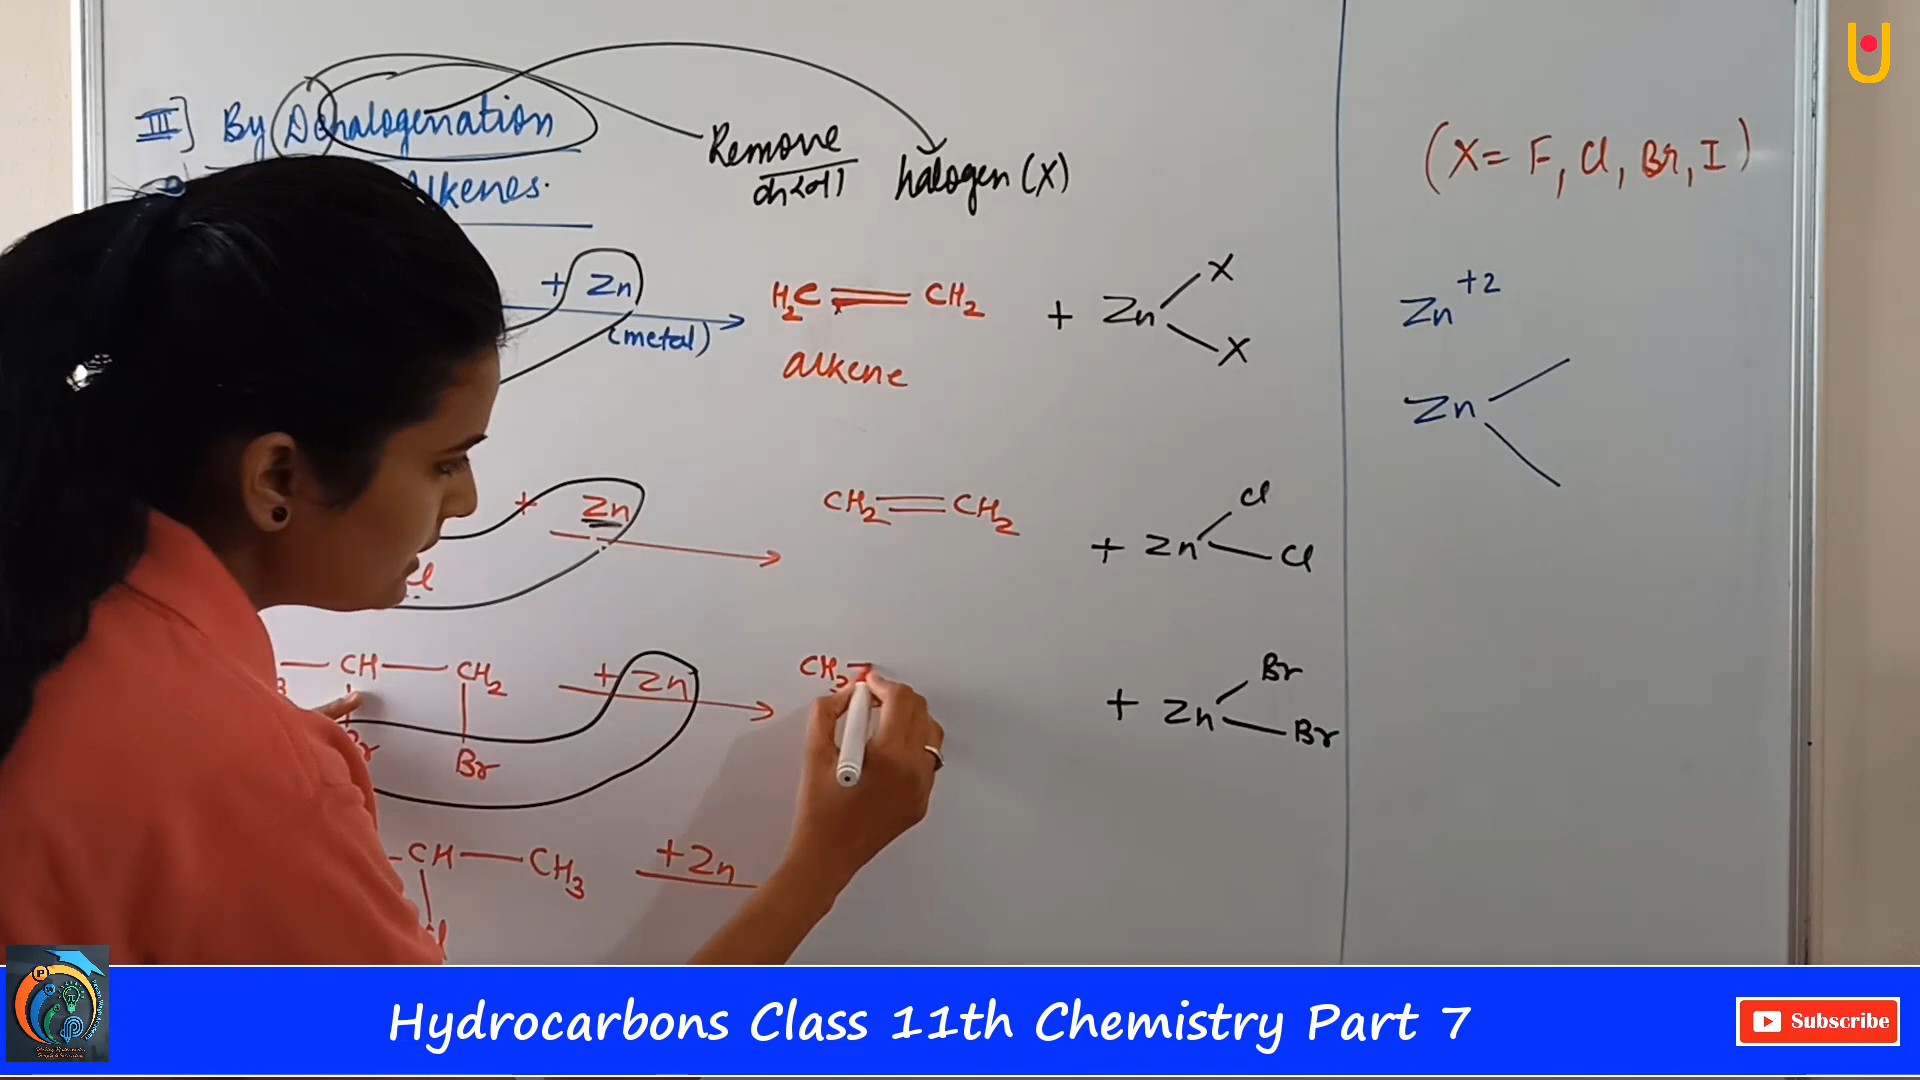 III] By Dehalogenation
alkenes.
Remove
काढणे
halogen (X)
(X = F, Cl, Br, I)
+ Zn
(metal)
H2C = CH2
alkene
+ Zn
X
X
Zn+2
Zn
+ Zn
CH2 = CH2
+ Zn
Cl
Cl
— CH — CH2
Br
Br
+ Zn
CH2
+ Zn
Br
Br
CH — CH3
+ Zn
Hydrocarbons Class 11th Chemistry Part 7
Subscribe